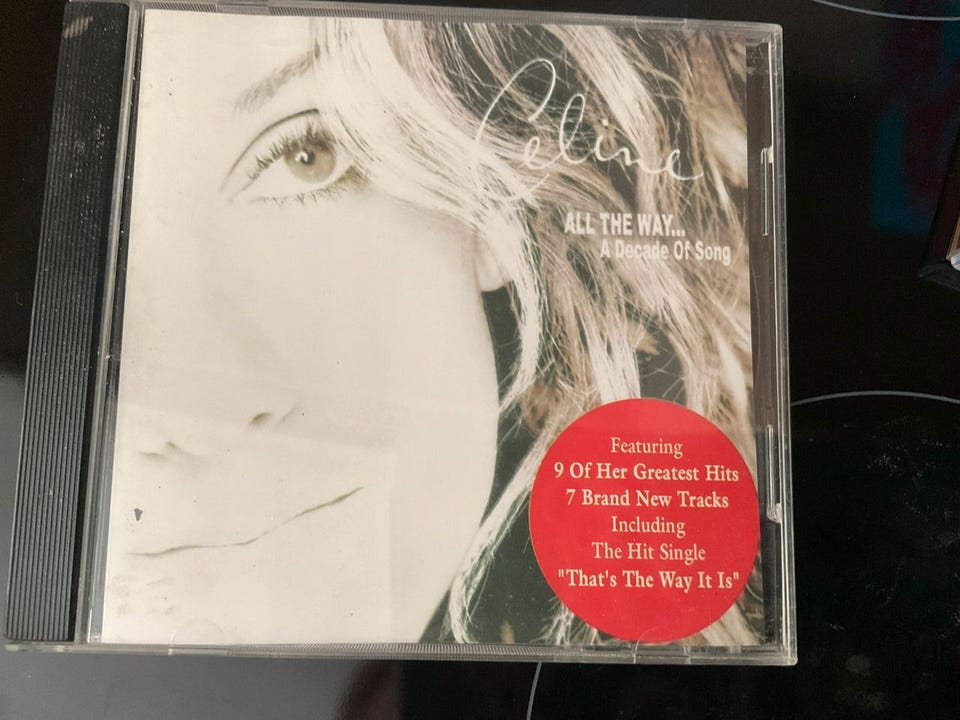 Celine
ALL THE WAY...
A Decade Of Song
Featuring
9 Of Her Greatest Hits
7 Brand New Tracks
Including
The Hit Single
"That's The Way It Is"